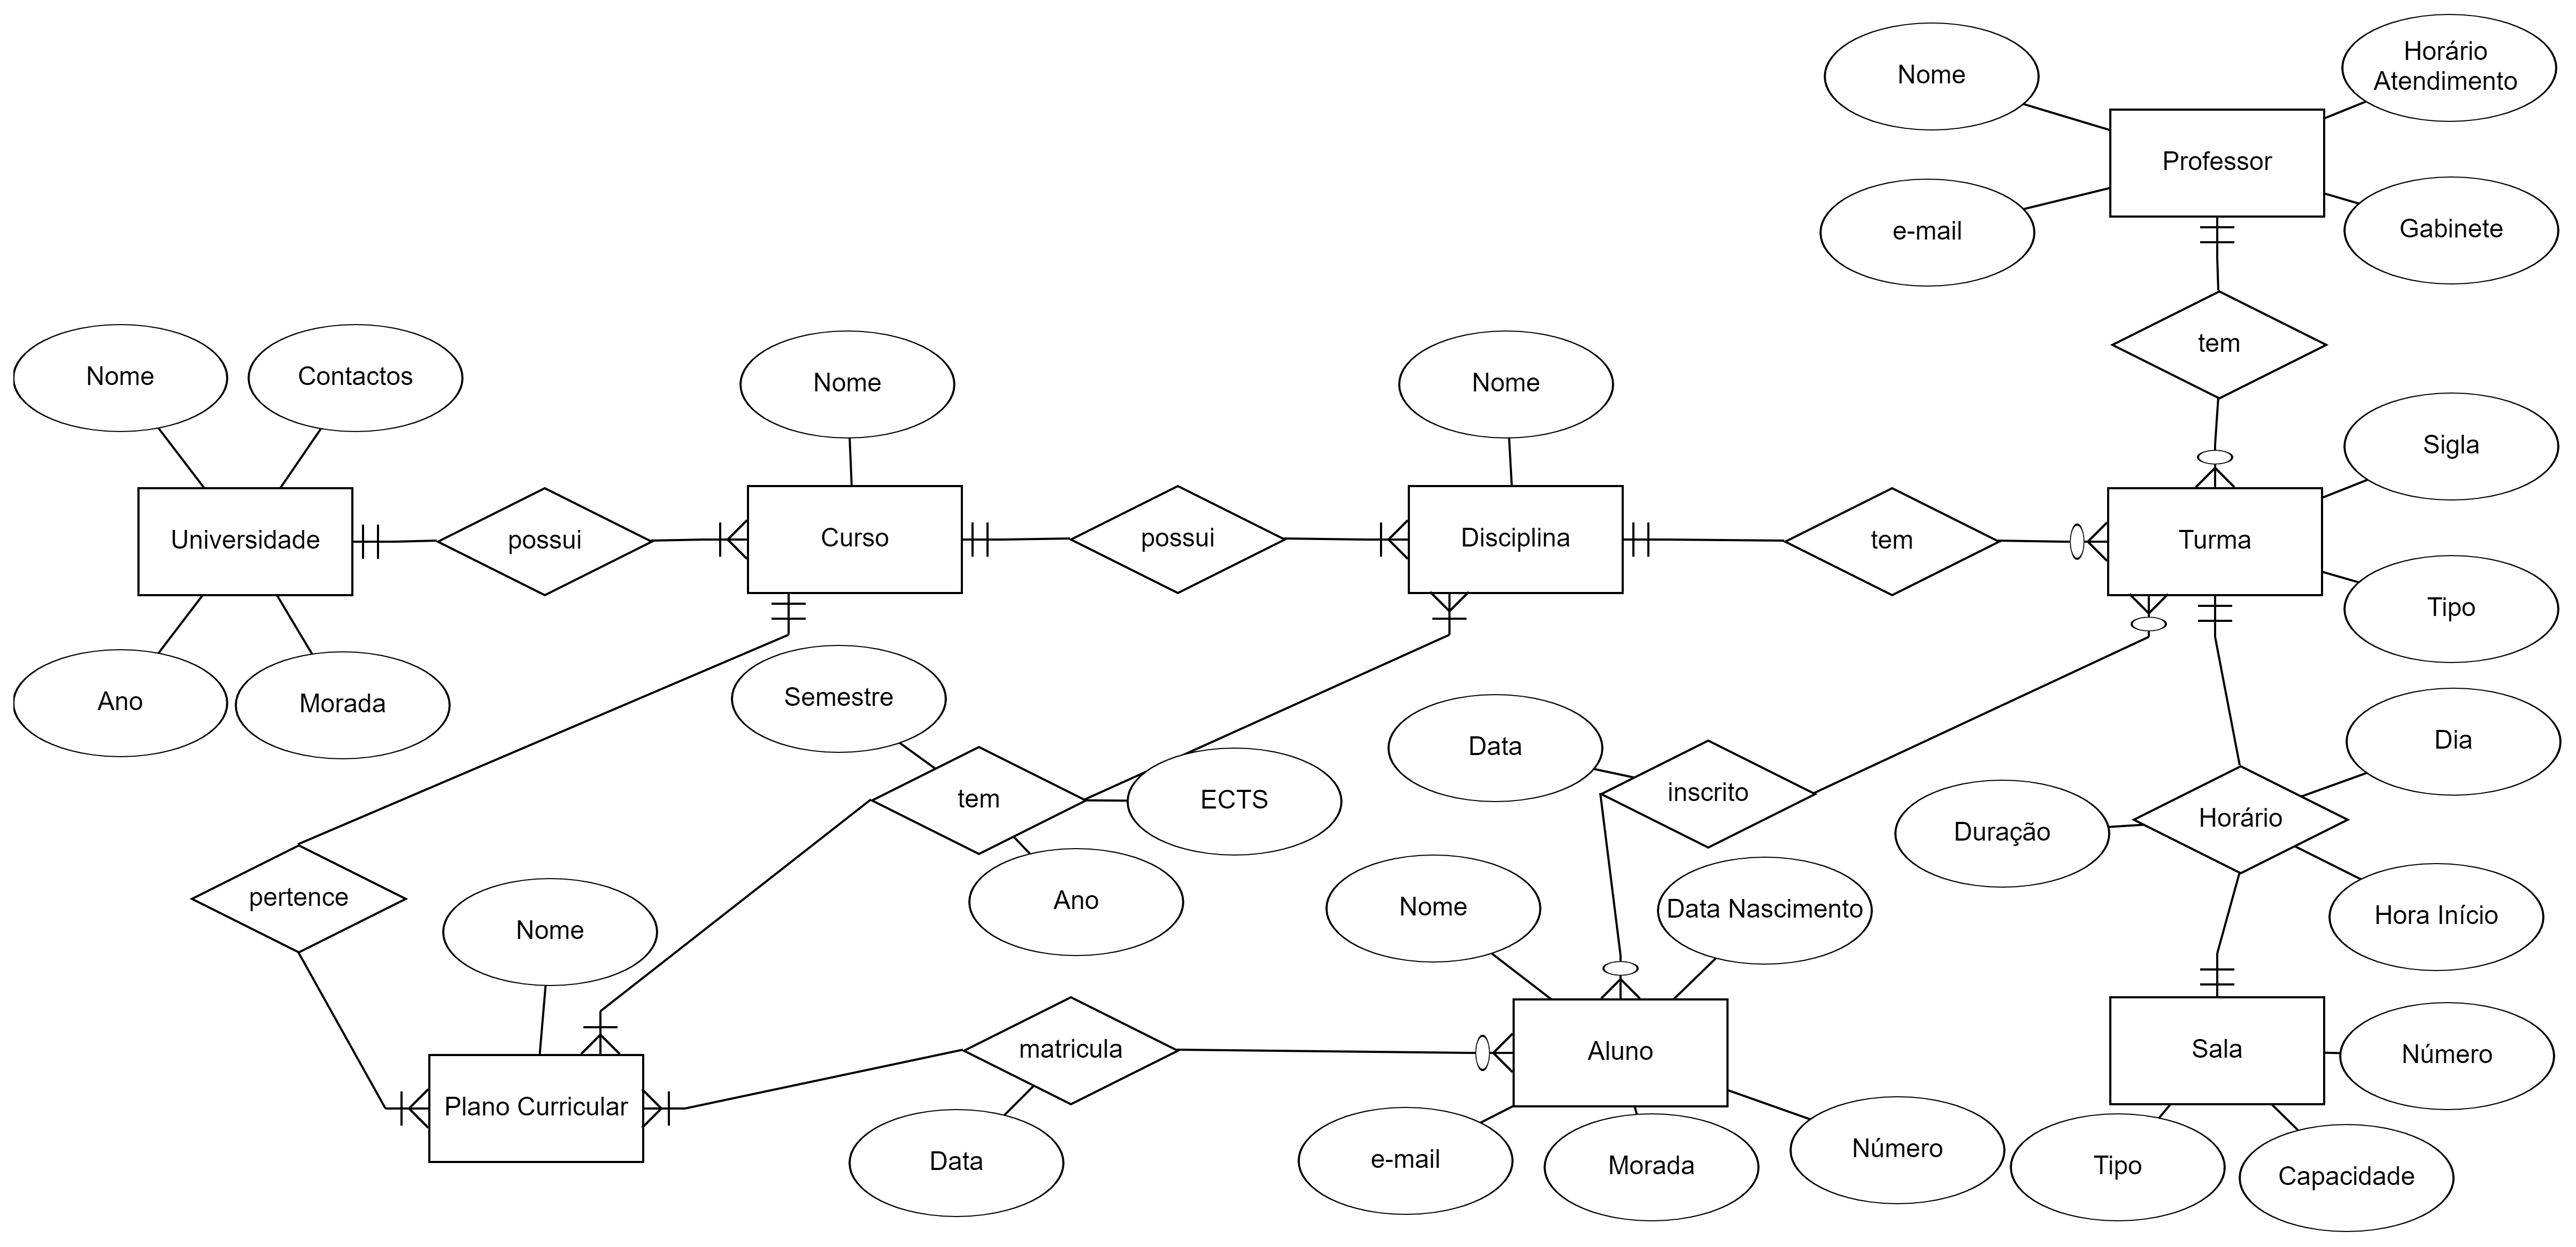 Nome
Horário
Atendimento
Professor
e-mail
Gabinete
tem
Nome
Contactos
Nome
Nome
Sigla
Universidade
possui
Curso
possui
Disciplina
tem
Turma
Tipo
Ano
Morada
Semestre
Data
Dia
tem
ECTS
inscrito
Duração
Horário
pertence
Nome
Ano
Nome
Data Nascimento
Hora Início
Plano Curricular
matricula
Aluno
Sala
Número
Data
e-mail
Morada
Número
Tipo
Capacidade